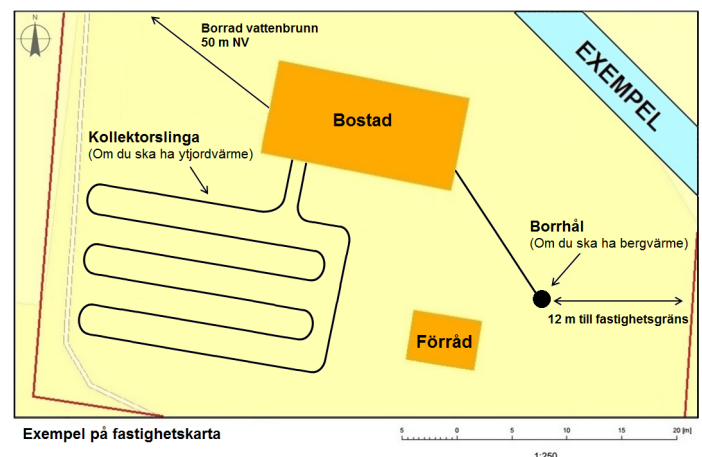 N
Borrad vattenbrunn
50 m NV
EXEMPEL
Bostad
Kollektorslinga
(Om du ska ha ytjordvärme)
Borrhål
(Om du ska ha bergvärme)
12 m till fastighetsgräns
Förråd
Exempel på fastighetskarta
5 0 5 10 15 20 [m]
1:250